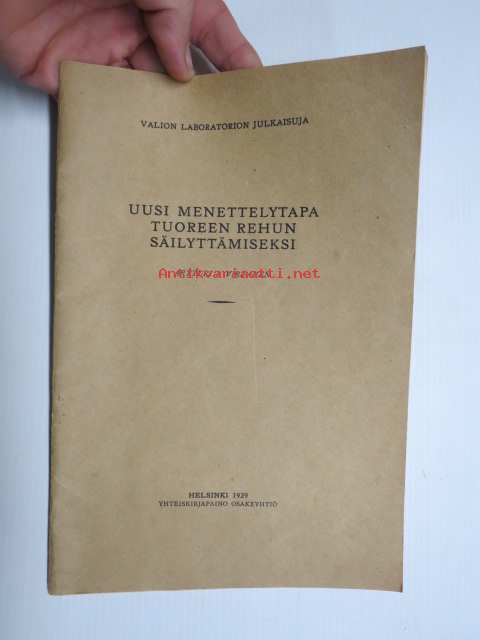 VALION LABORATORION JULKAISUJA
UUSI MENETTELYTAPA
TUOREEN REHUN
SÄILYTTÄMISEKSI
Antikvariaatti.net
HELSINKI 1929
YHTEISKIRJAPAINO OSAKEYHTIÖ